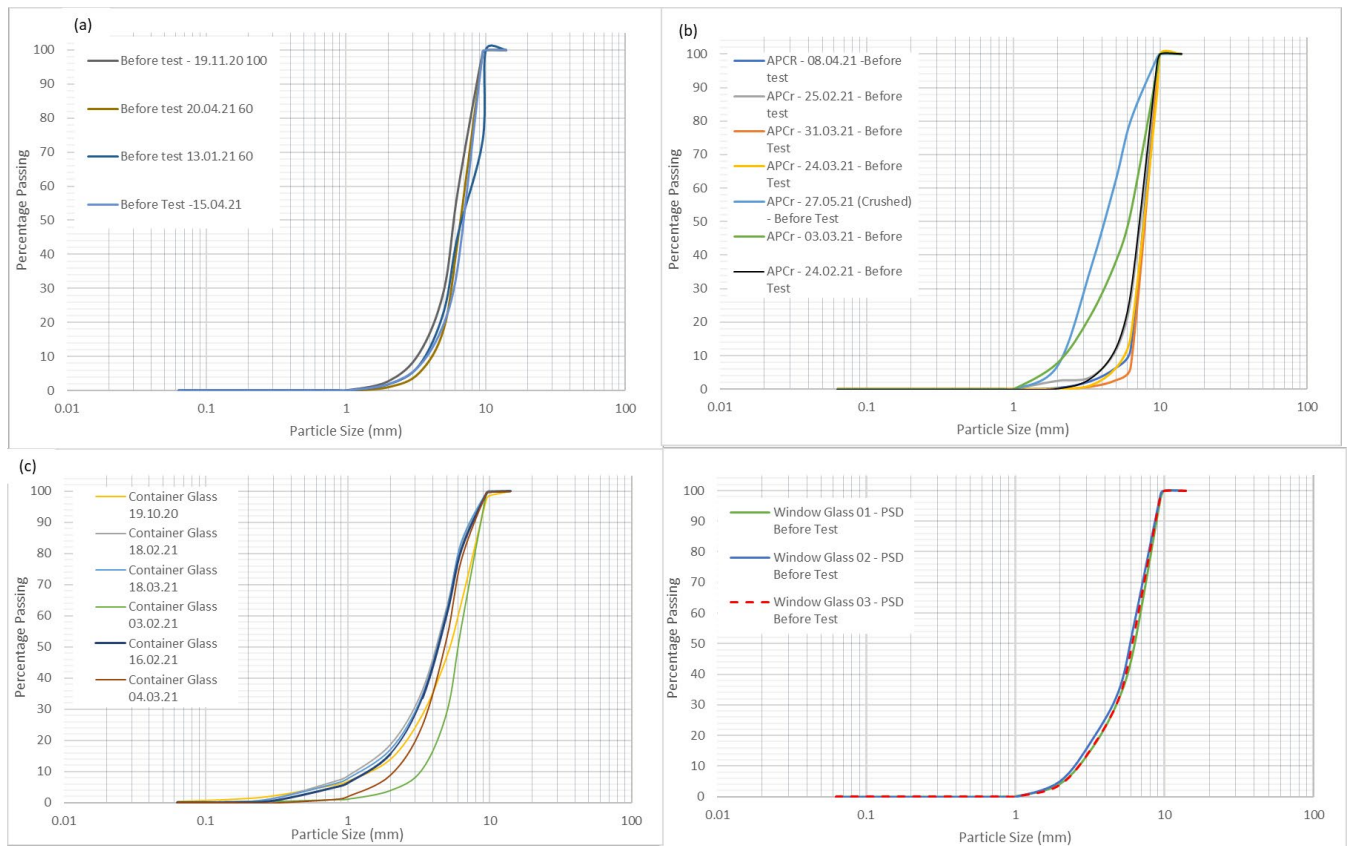 (a)
100
90
80
70
60
50
40
30
20
10
0
Percentage Passing
Before test - 19.11.20 100
Before test 20.04.21 60
Before test 13.01.21 60
Before Test -15.04.21
0.01
0.1
1
10
100
Particle Size (mm)
(b)
100
90
80
70
60
50
40
30
20
10
0
Percentage Passing
APCR - 08.04.21 -Before
test
APCr - 25.02.21 - Before
test
APCr - 31.03.21 - Before
Test
APCr - 24.03.21 - Before
Test
APCr - 27.05.21 (Crushed)
- Before Test
APCr - 03.03.21 - Before
APCr - 24.02.21 - Before
Test
0.01
0.1
1
10
100
Particle Size (mm)
(c)
100
90
80
70
60
50
40
30
20
10
0
Percentage Passing
Container Glass
19.10.20
Container Glass
18.02.21
Container Glass
18.03.21
Container Glass
03.02.21
Container Glass
16.02.21
Container Glass
04.03.21
0.01
0.1
1
10
100
Particle Size (mm)
100
90
80
70
60
50
40
30
20
10
0
Percentage Passing
Window Glass 01 - PSD
Before Test
Window Glass 02 - PSD
Before Test
Window Glass 03 - PSD
Before Test
0.01
0.1
1
10
100
Particle Size (mm)